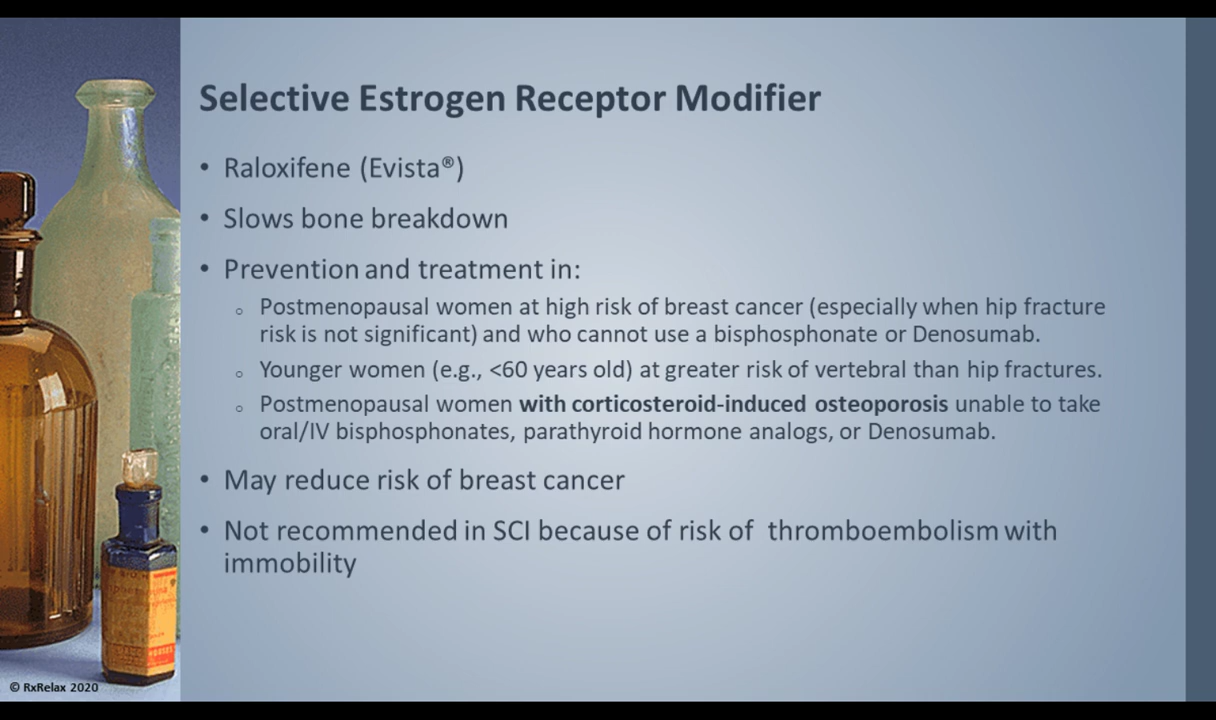 Selective Estrogen Receptor Modifier
• Raloxifene (Evista®)
• Slows bone breakdown
• Prevention and treatment in:
o Postmenopausal women at high risk of breast cancer (especially when hip fracture
risk is not significant) and who cannot use a bisphosphonate or Denosumab.
o Younger women (e.g., <60 years old) at greater risk of vertebral than hip fractures.
o Postmenopausal women with corticosteroid-induced osteoporosis unable to take
oral/IV bisphosphonates, parathyroid hormone analogs, or Denosumab.
• May reduce risk of breast cancer
• Not recommended in SCI because of risk of thromboembolism with
immobility
© RxRelax 2020